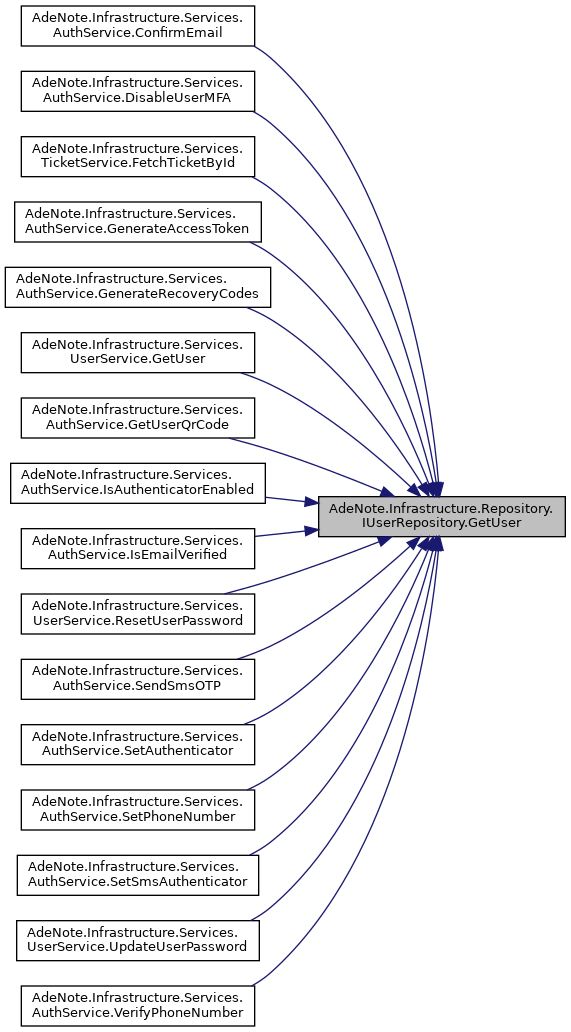 AdeNote.Infrastructure.Services.
AuthService.ConfirmEmail
AdeNote.Infrastructure.Services.
AuthService.DisableUserMFA
AdeNote.Infrastructure.Services.
TicketService.FetchTicketById
AdeNote.Infrastructure.Services.
AuthService.GenerateAccessToken
AdeNote.Infrastructure.Services.
AuthService.GenerateRecoveryCodes
AdeNote.Infrastructure.Services.
UserService.GetUser
AdeNote.Infrastructure.Services.
AuthService.GetUserQrCode
AdeNote.Infrastructure.Services.
AuthService.IsAuthenticatorEnabled
AdeNote.Infrastructure.Repository.
IUserRepository.GetUser
AdeNote.Infrastructure.Services.
AuthService.IsEmailVerified
AdeNote.Infrastructure.Services.
UserService.ResetUserPassword
AdeNote.Infrastructure.Services.
AuthService.SendSmsOTP
AdeNote.Infrastructure.Services.
AuthService.SetAuthenticator
AdeNote.Infrastructure.Services.
AuthService.SetPhoneNumber
AdeNote.Infrastructure.Services.
AuthService.SetSmsAuthenticator
AdeNote.Infrastructure.Services.
UserService.UpdateUserPassword
AdeNote.Infrastructure.Services.
AuthService.VerifyPhoneNumber